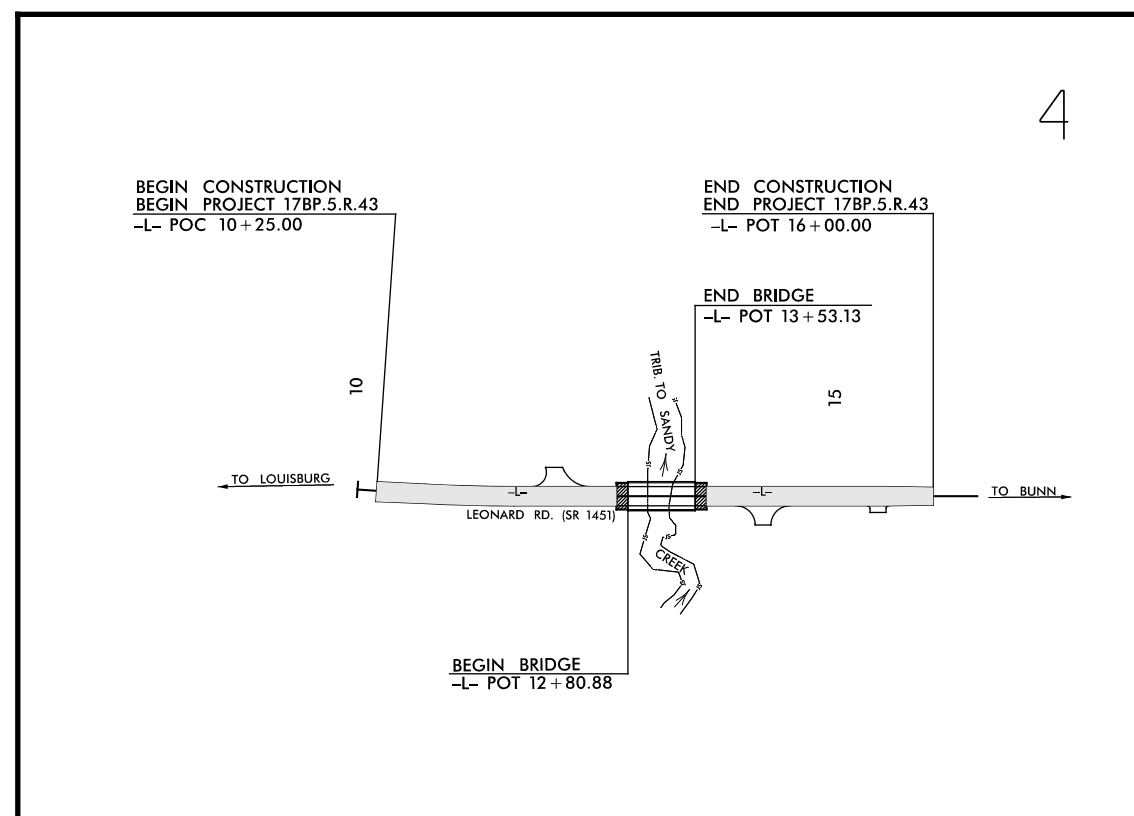 4
BEGIN CONSTRUCTION
BEGIN PROJECT 17BP.5.R.43
-L- POC 10+25.00
END CONSTRUCTION
END PROJECT 17BP.5.R.43
-L- POT 16+00.00
END BRIDGE
-L- POT 13+53.13
10
15
TRIB. TO SANDY
TO LOUISBURG
-L-
-L-
TO BUNN
LEONARD RD. (SR 1451)
CREEK
BEGIN BRIDGE
-L- POT 12+80.88